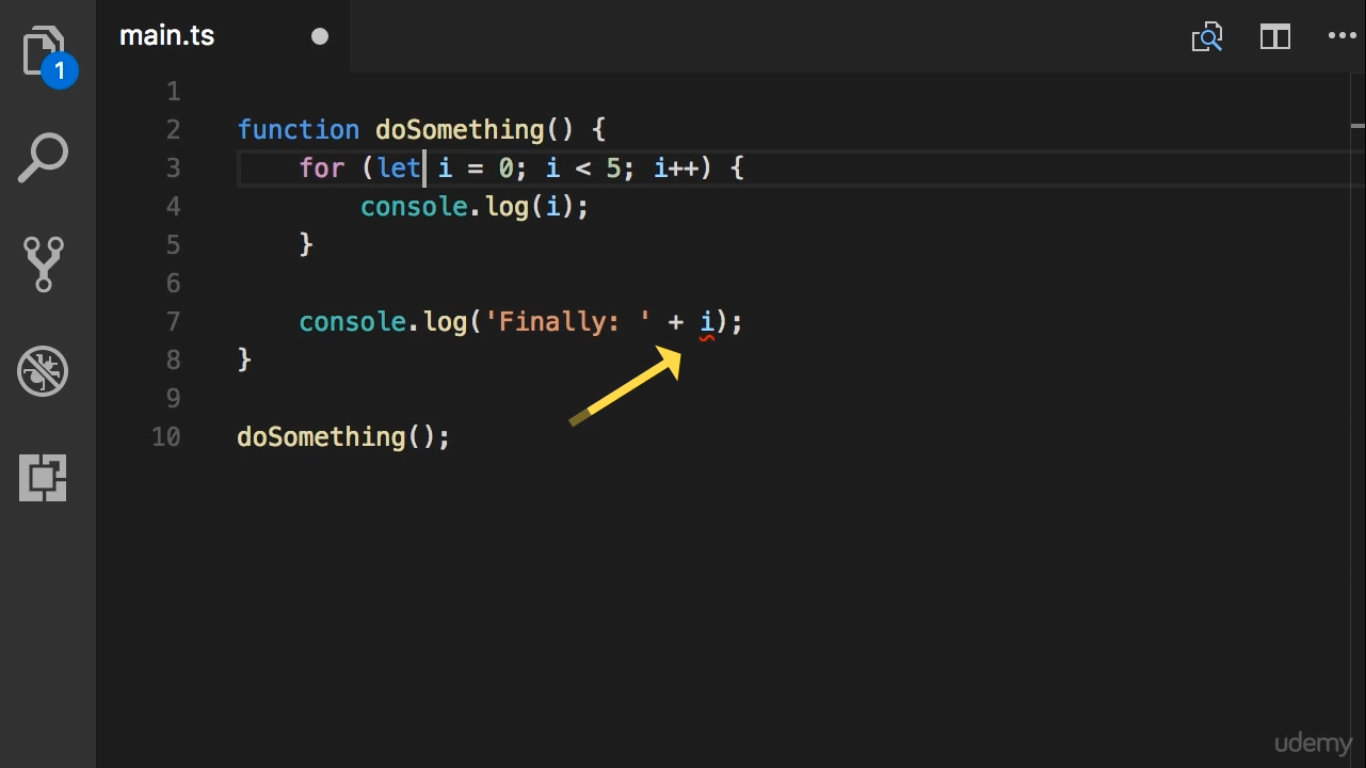 main.ts
1
1
2 function doSomething() {
3 for (let i = 0; i < 5; i++) {
4 console.log(i);
5 }
6
7 console.log('Finally: ' + i);
8 }
9
10 doSomething();
udemy